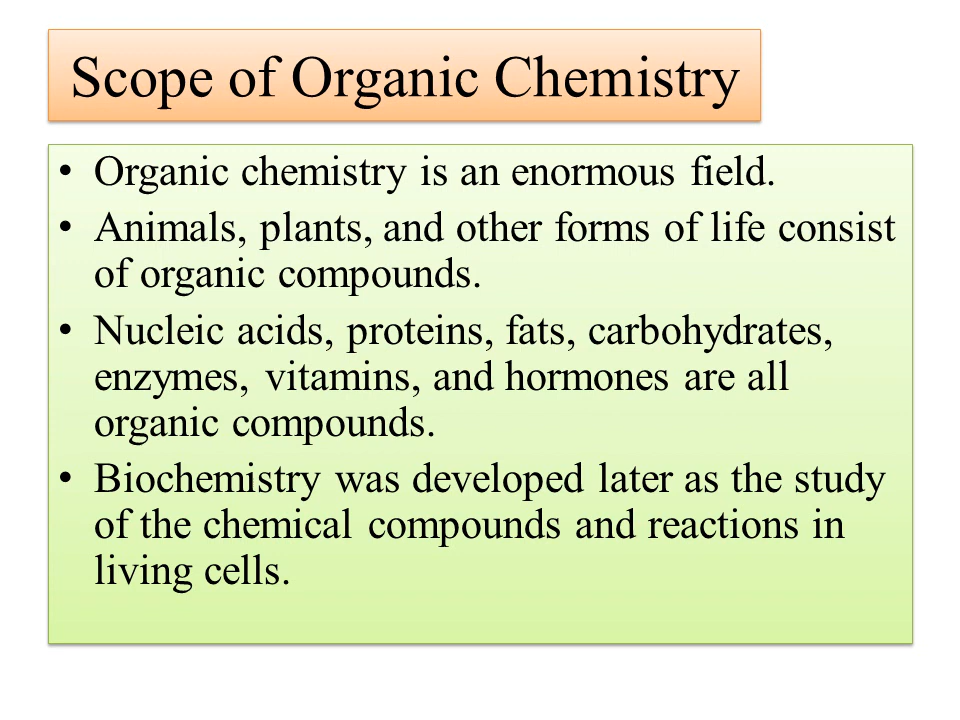 Scope of Organic Chemistry
• Organic chemistry is an enormous field.
• Animals, plants, and other forms of life consist
of organic compounds.
• Nucleic acids, proteins, fats, carbohydrates,
enzymes, vitamins, and hormones are all
organic compounds.
• Biochemistry was developed later as the study
of the chemical compounds and reactions in
living cells.